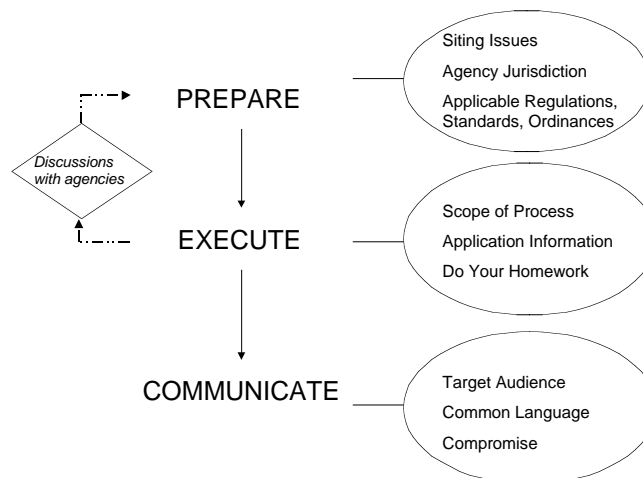 Siting Issues
Agency Jurisdiction
Applicable Regulations,
Standards, Ordinances
PREPARE
Discussions
with agencies
Scope of Process
Application Information
Do Your Homework
EXECUTE
Target Audience
Common Language
Compromise
COMMUNICATE